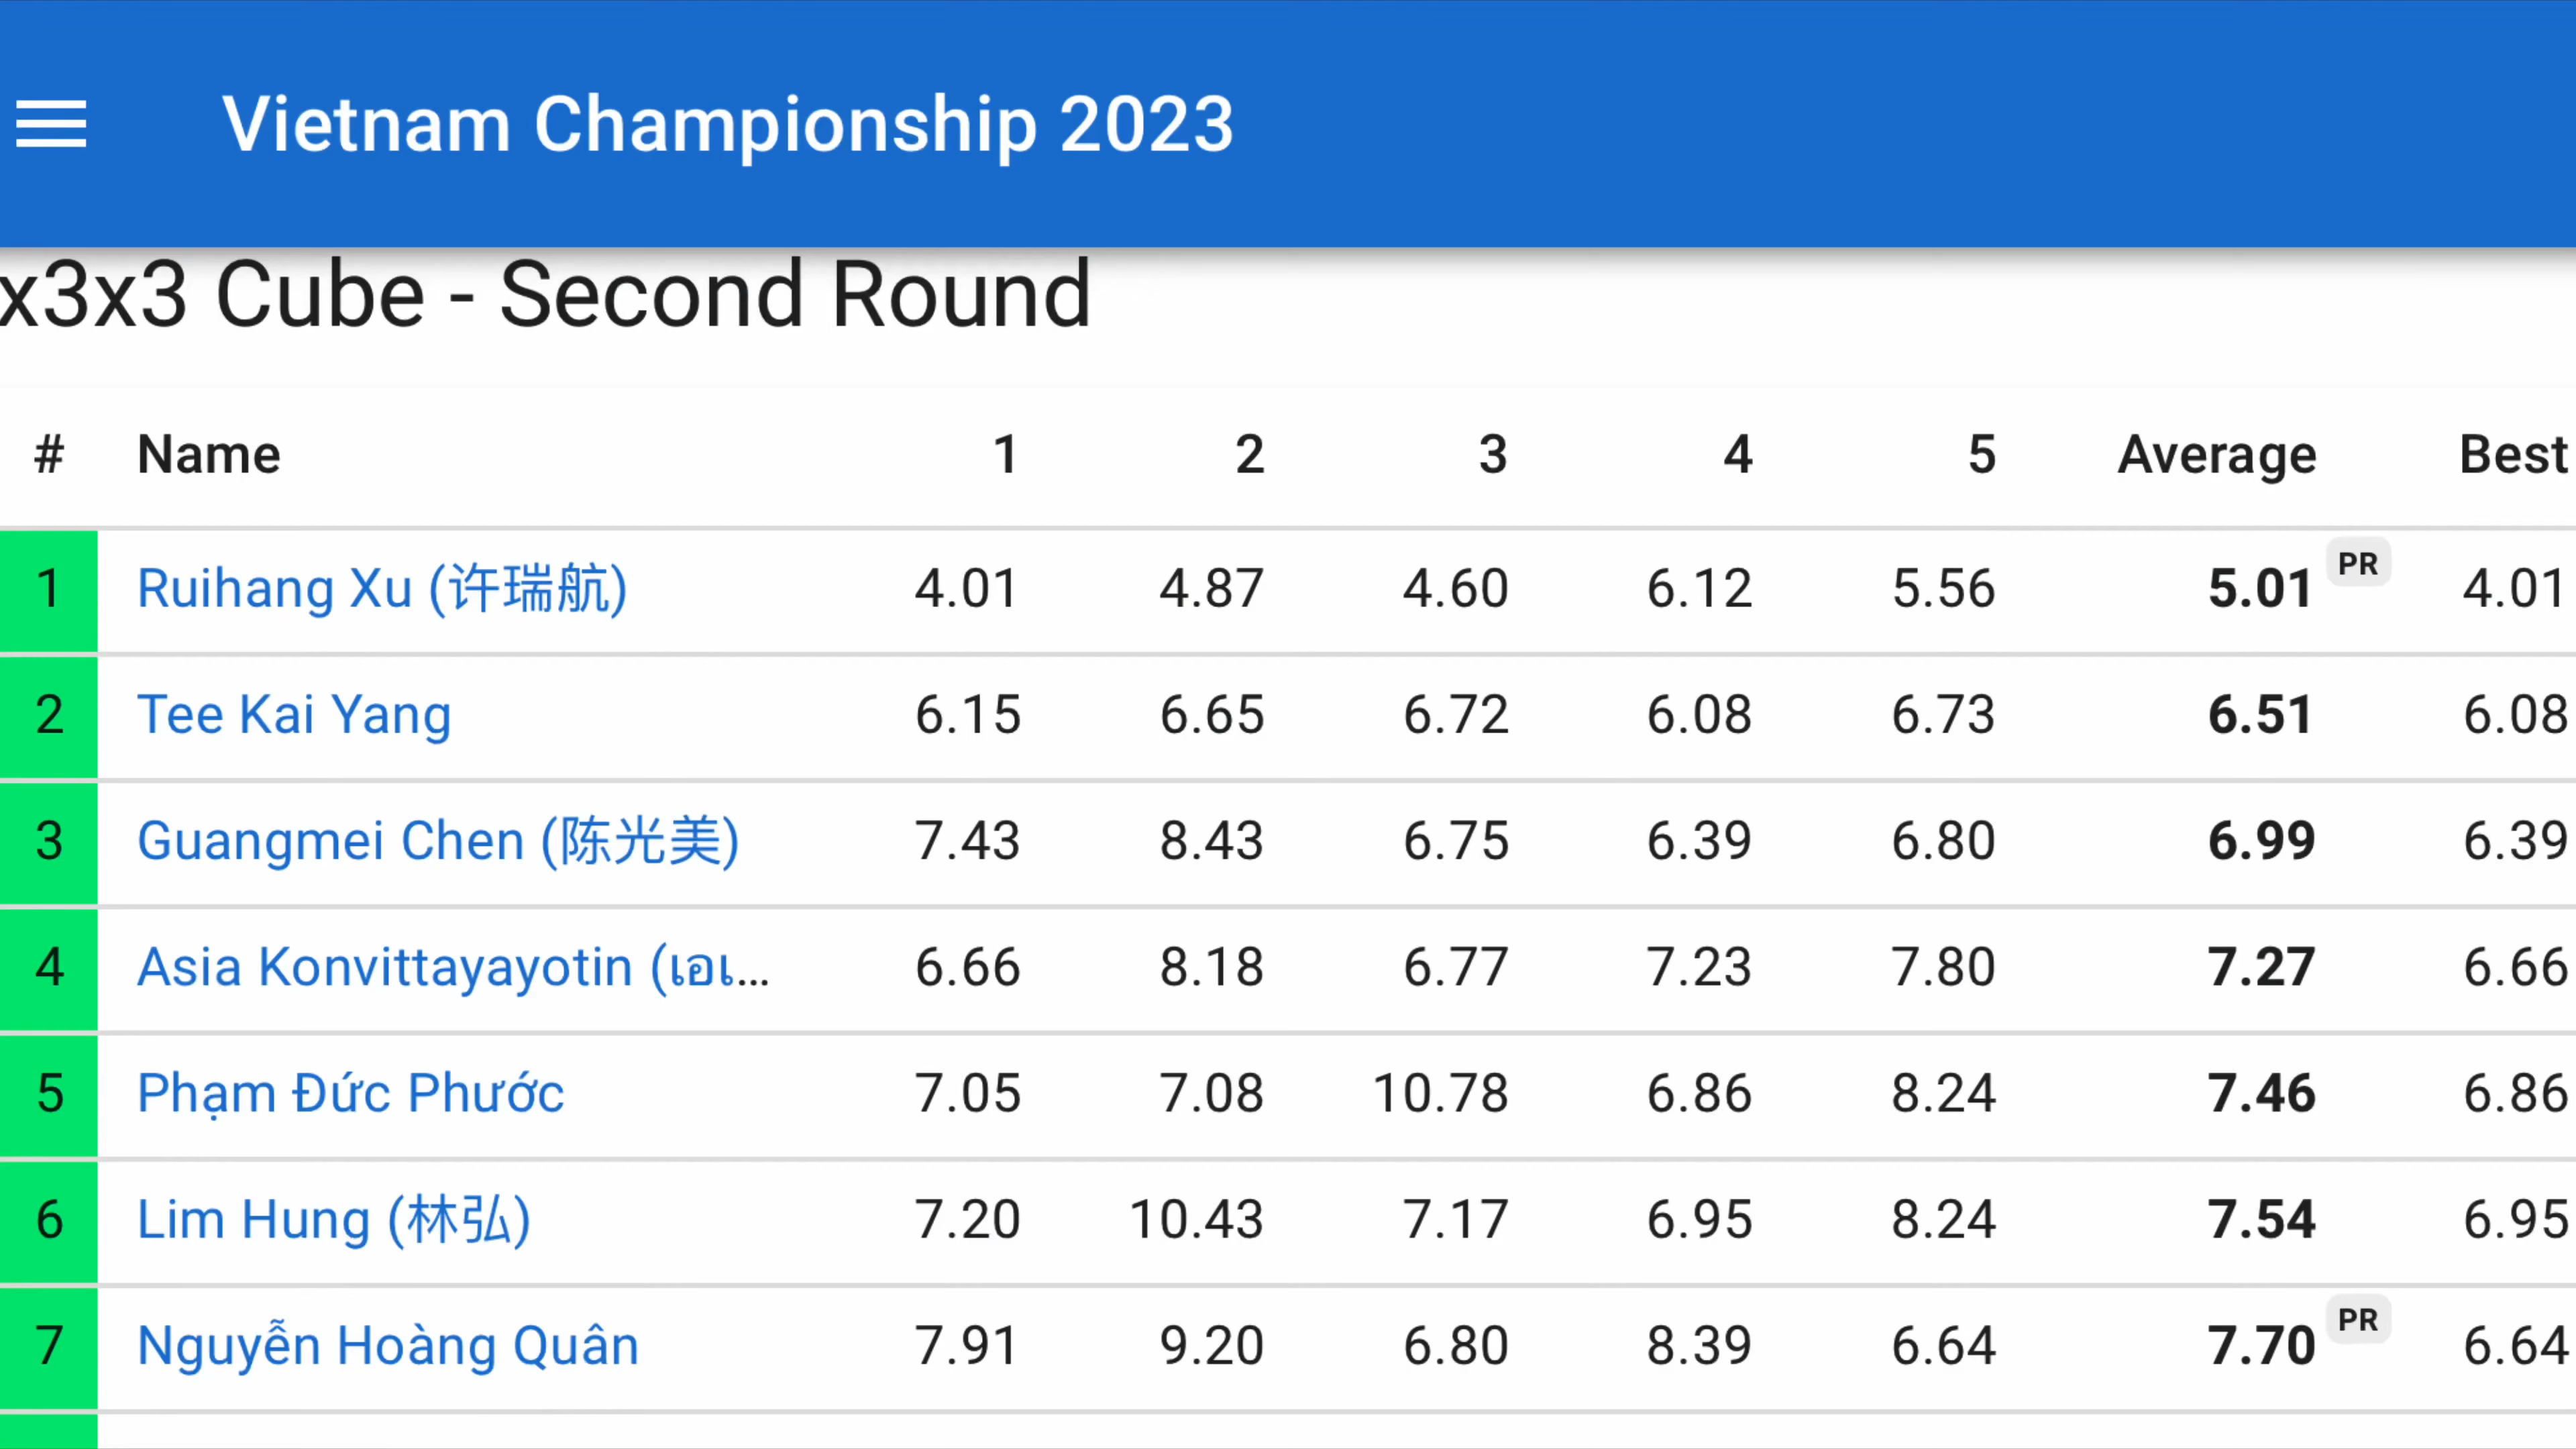 Vietnam Championship 2023
x3x3 Cube - Second Round
# Name 1 2 3 4 5 Average Best
1 Ruihang Xu (许瑞航) 4.01 4.87 4.60 6.12 5.56 5.01 PR 4.01
2 Tee Kai Yang 6.15 6.65 6.72 6.08 6.73 6.51 6.08
3 Guangmei Chen (陈光美) 7.43 8.43 6.75 6.39 6.80 6.99 6.39
4 Asia Konvittayayotin (เอเ... 6.66 8.18 6.77 7.23 7.80 7.27 6.66
5 Phạm Đức Phước 7.05 7.08 10.78 6.86 8.24 7.46 6.86
6 Lim Hung (林弘) 7.20 10.43 7.17 6.95 8.24 7.54 6.95
7 Nguyễn Hoàng Quân 7.91 9.20 6.80 8.39 6.64 7.70 PR 6.64